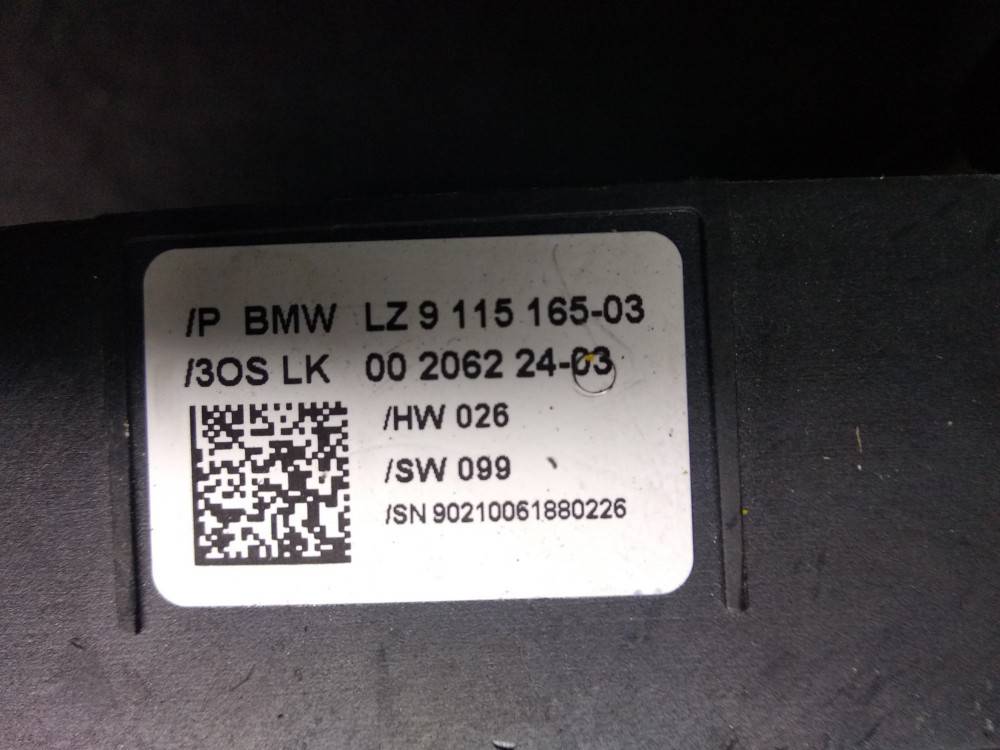 /P BMW LZ 9 115 165-03
/3OS LK 00 2062 24-03
/HW 026
/SW 099
/SN 90210061880226